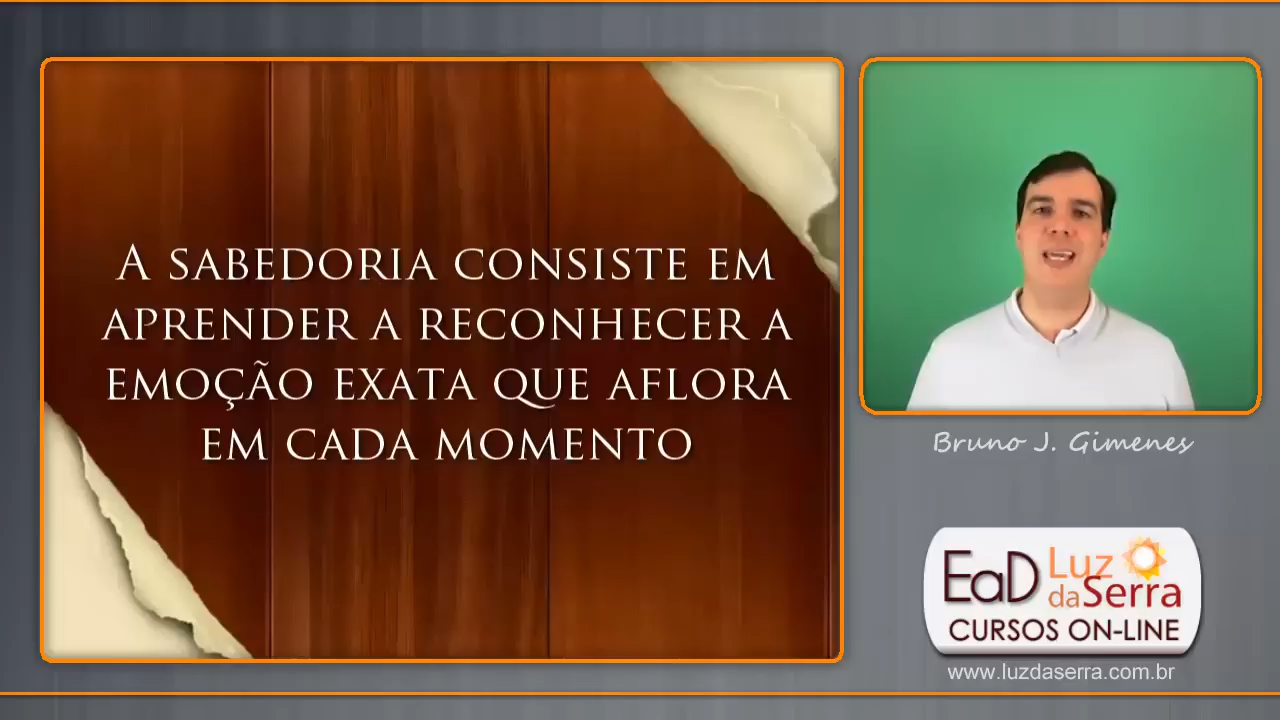 A SABEDORIA CONSISTE EM
APRENDER A RECONHECER A
EMOÇÃO EXATA QUE AFLORA
EM CADA MOMENTO
Bruno J. Gimenes
EaD Luz
da Serra
CURSOS ON-LINE
www.luzdaserra.com.br